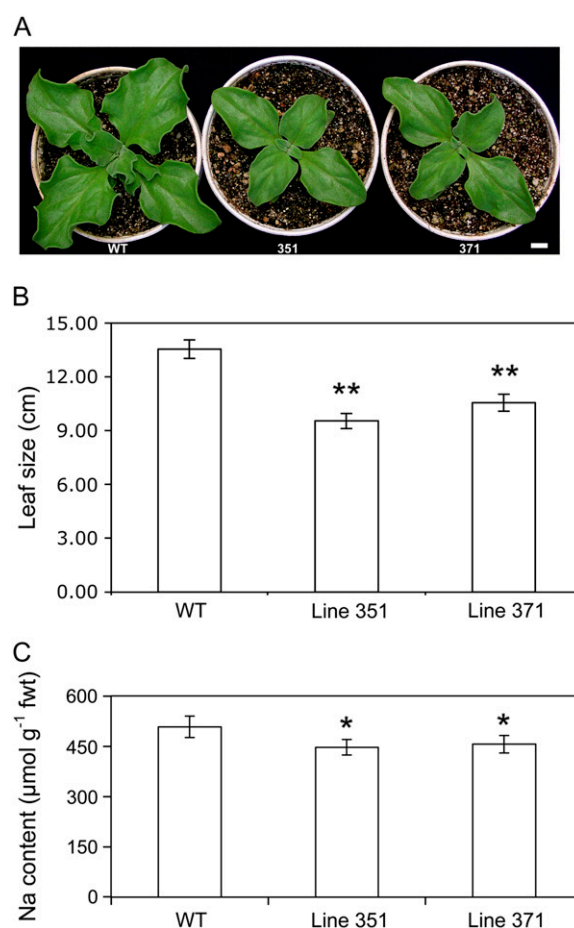 A
WT 351 371
B
Leaf size (cm)
15.00
12.00
9.00
6.00
3.00
0.00
**
**
WT Line 351 Line 371
C
Na content (µmol g⁻¹ fwt)
600
450
300
150
0
*
*
WT Line 351 Line 371